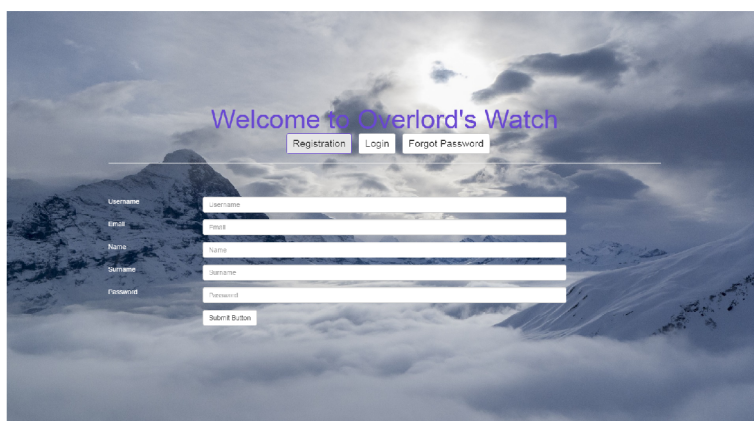 Welcome to Overlord's Watch
Registration Login Forgot Password
Username Username
Email Email
Name Name
Surname Surname
Password Password
Submit Button